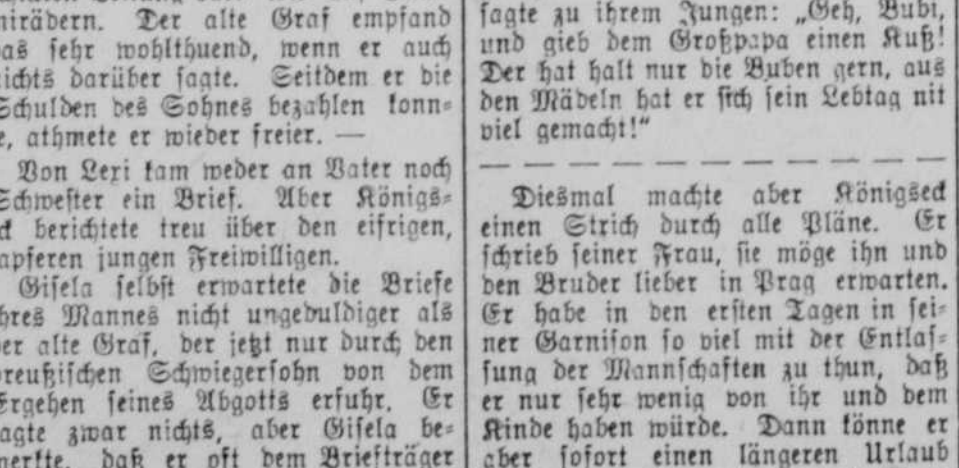 nirädern. Der alte Graf empfand
as sehr wohlthuend, wenn er auch
ichts darüber sagte. Seitdem er die
Schulden des Sohnes bezahlen konn-
e, athmete er wieder freier. —
Von Lexi kam weder an Vater noch
Schwester ein Brief. Aber Königs-
ck berichtete treu über den eifrigen,
apferen jungen Freiwilligen.
Gisela selbst erwartete die Briefe
hres Mannes nicht ungeduldiger als
er alte Graf, der jetzt nur durch den
preußischen Schwiegersohn von dem
Ergehen seines Abgotts erfuhr. Er
agte zwar nichts, aber Gisela be-
merkte, daß er oft dem Briefträger
sagte zu ihrem Jungen: „Geh, Bubi,
und gieb dem Großpapa einen Kuß!
Der hat halt nur die Buben gern, aus
den Mädeln hat er sich sein Lebtag nit
viel gemacht!“
— — — — — — — — — — — — — —
Diesmal machte aber Königseck
einen Strich durch alle Pläne. Er
schrieb seiner Frau, sie möge ihn und
den Bruder lieber in Prag erwarten.
Er habe in den ersten Tagen in sei-
ner Garnison so viel mit der Entlas-
sung der Mannschaften zu thun, daß
er nur sehr wenig von ihr und dem
Kinde haben würde. Dann könne er
aber sofort einen längeren Urlaub